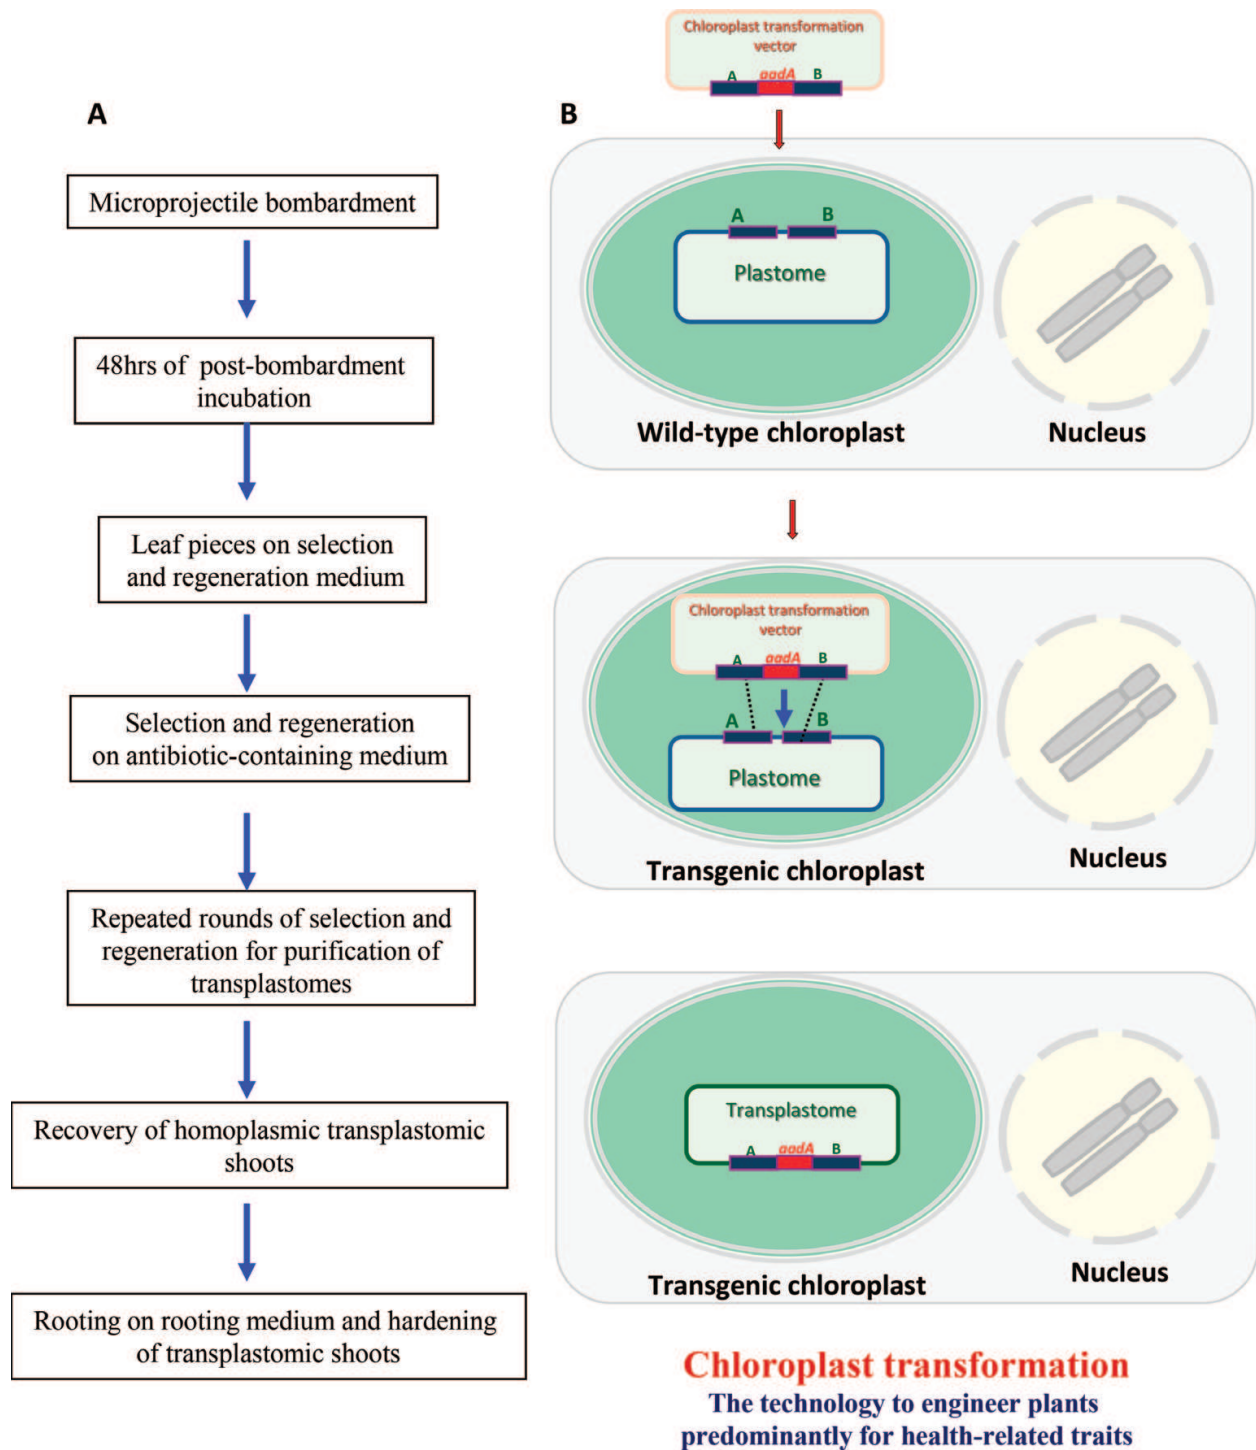 A
Microprojectile bombardment
48hrs of post-bombardment
incubation
Leaf pieces on selection
and regeneration medium
Selection and regeneration
on antibiotic-containing medium
Repeated rounds of selection and
regeneration for purification of
transplastomes
Recovery of homoplasmic transplastomic
shoots
Rooting on rooting medium and hardening
of transplastomic shoots
B
Chloroplast transformation
vector
A aadA B
A B
Plastome
Wild-type chloroplast
Nucleus
Chloroplast transformation
vector
A aadA B
A B
Plastome
Transgenic chloroplast
Nucleus
Transplastome
A aadA B
Transgenic chloroplast
Nucleus
Chloroplast transformation
The technology to engineer plants
predominantly for health-related traits